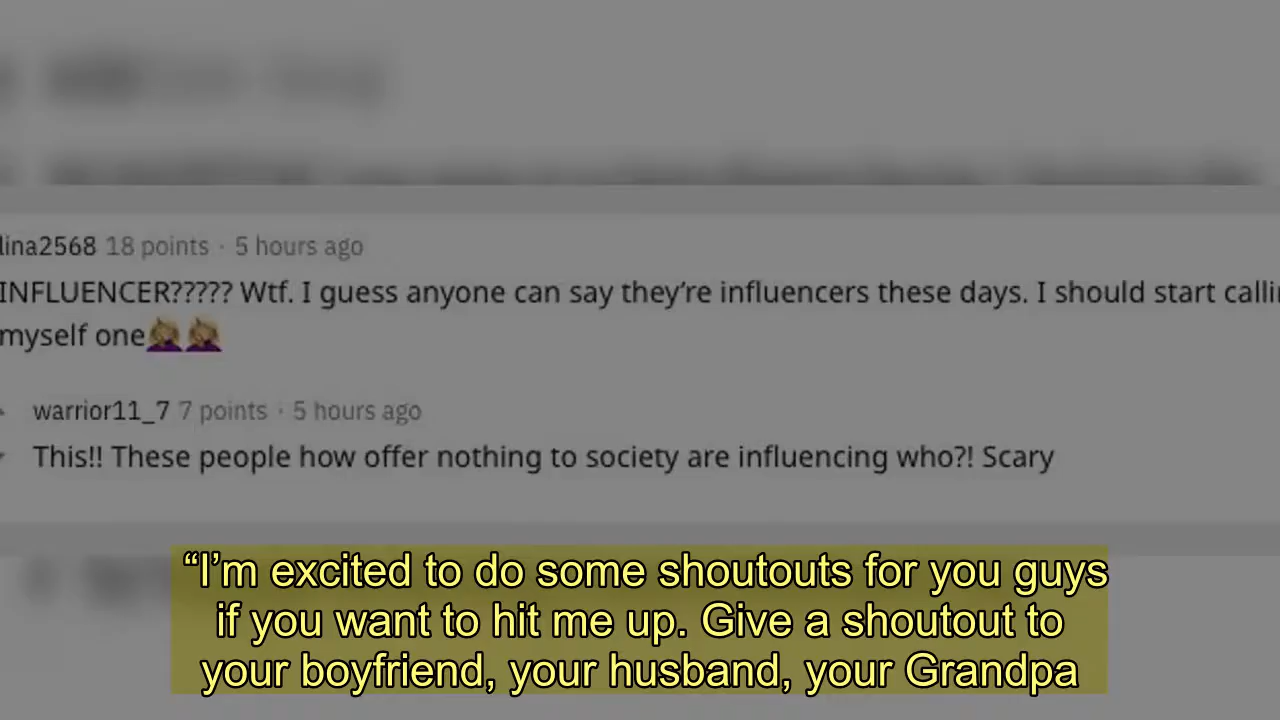 lina2568 18 points · 5 hours ago
INFLUENCER????? Wtf. I guess anyone can say they’re influencers these days. I should start calli
myself one🤦🏼‍♀️🤦🏼‍♀️
warrior11_7 7 points · 5 hours ago
This!! These people how offer nothing to society are influencing who?! Scary
“I’m excited to do some shoutouts for you guys
if you want to hit me up. Give a shoutout to
your boyfriend, your husband, your Grandpa